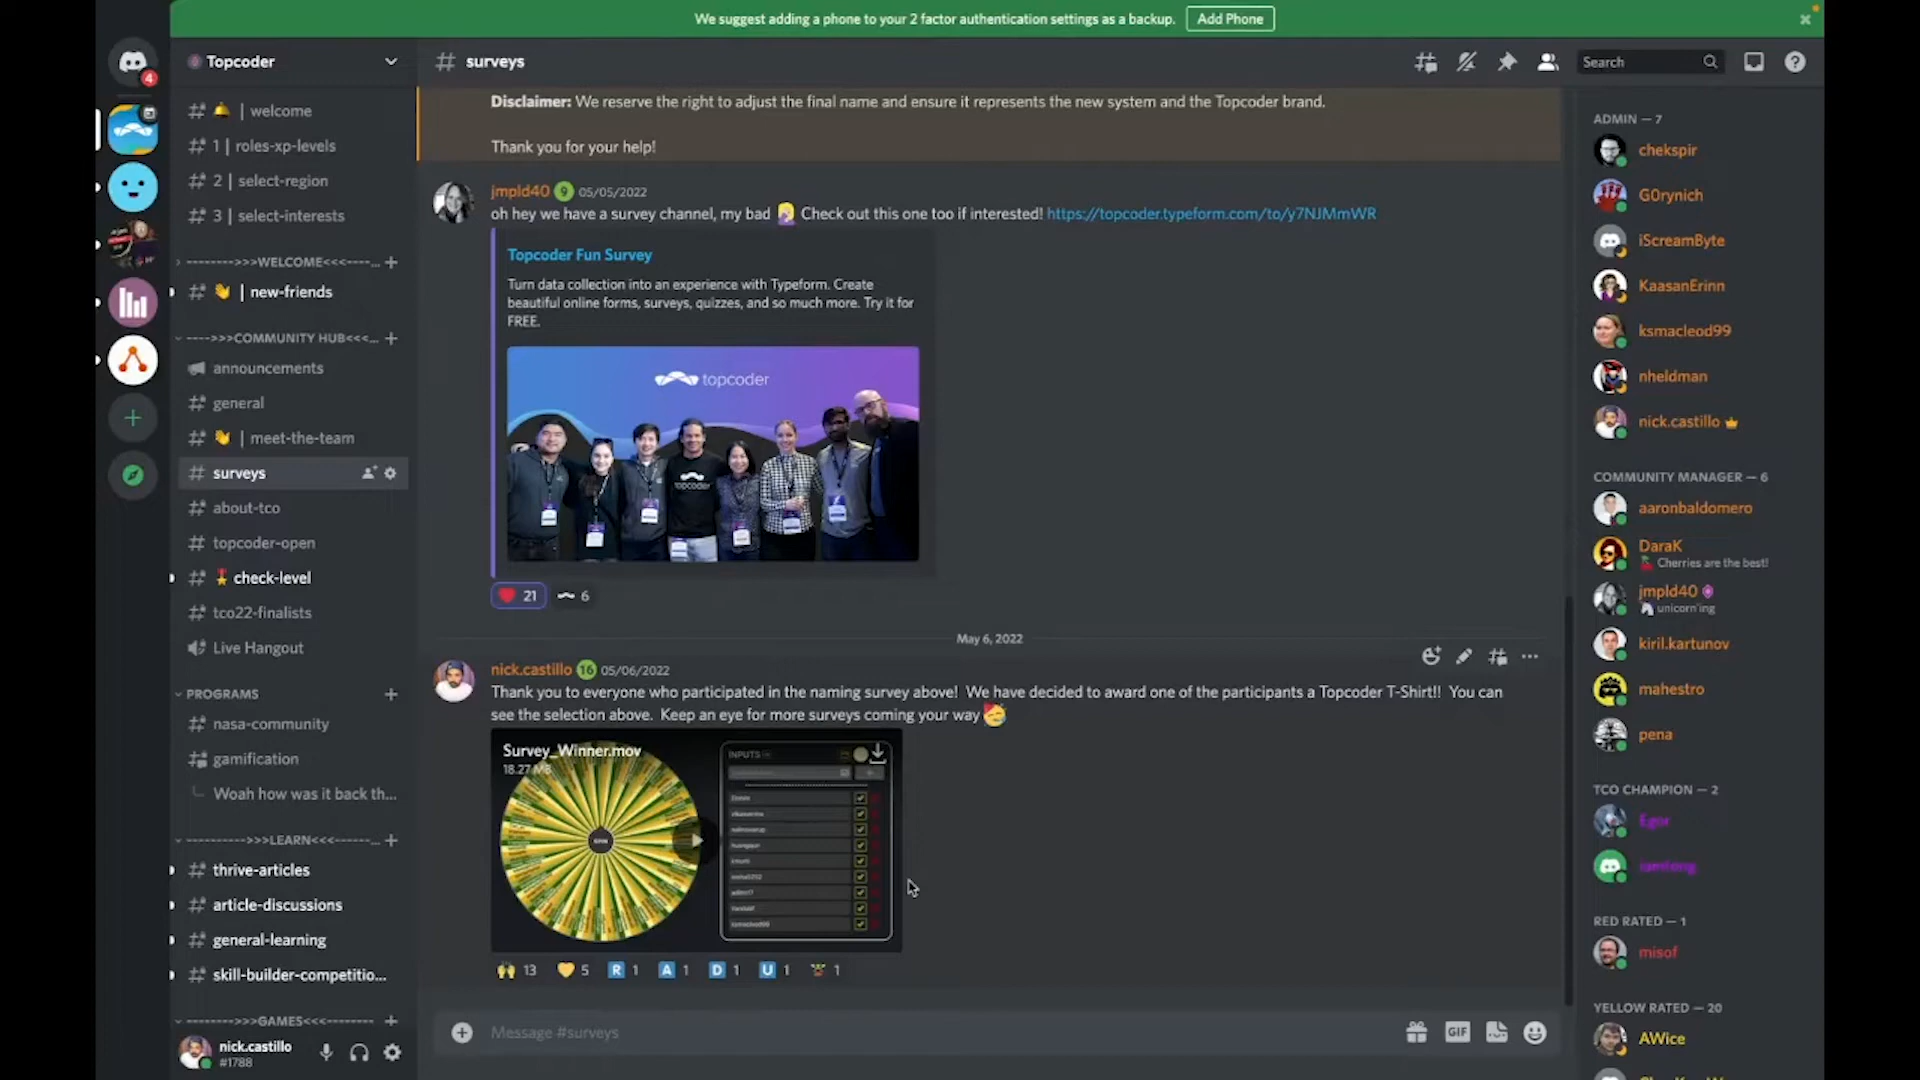 We suggest adding a phone to your 2 factor authentication settings as a backup. Add Phone
4
Topcoder
welcome
1 | roles-xp-levels
2 | select-region
3 | select-interests
------->>>WELCOME<<<----...
| new-friends
---->>>COMMUNITY HUB<<<...
announcements
general
| meet-the-team
surveys
about-tco
topcoder-open
check-level
tco22-finalists
Live Hangout
PROGRAMS
nasa-community
gamification
Woah how was it back th...
--------->>>LEARN<<<------...
thrive-articles
article-discussions
general-learning
skill-builder-competitio...
-------->>>GAMES<<<--------
nick.castillo
#1788
# surveys
Search
Disclaimer: We reserve the right to adjust the final name and ensure it represents the new system and the Topcoder brand.
Thank you for your help!
jmpld40 9 05/05/2022
oh hey we have a survey channel, my bad Check out this one too if interested! https://topcoder.typeform.com/to/y7NJMmWR
Topcoder Fun Survey
Turn data collection into an experience with Typeform. Create
beautiful online forms, surveys, quizzes, and so much more. Try it for
FREE.
topcoder
topcoder
21 6
May 6, 2022
nick.castillo 16 05/06/2022
Thank you to everyone who participated in the naming survey above! We have decided to award one of the participants a Topcoder T-Shirt!! You can
see the selection above. Keep an eye for more surveys coming your way
Survey_Winner.mov
18.27 MB
INPUTS
SPIN
13 5 R 1 A 1 D 1 U 1 1
Message #surveys
GIF
ADMIN — 7
chekspir
G0rynich
iScreamByte
KaasanErinn
ksmacleod99
nheldman
nick.castillo
COMMUNITY MANAGER — 6
aaronbaldomero
DaraK
Cherries are the best!
jmpld40
unicorn'ing
kiril.kartunov
mahestro
pena
TCO CHAMPION — 2
Egor
iamtong
RED RATED — 1
misof
YELLOW RATED — 20
AWice